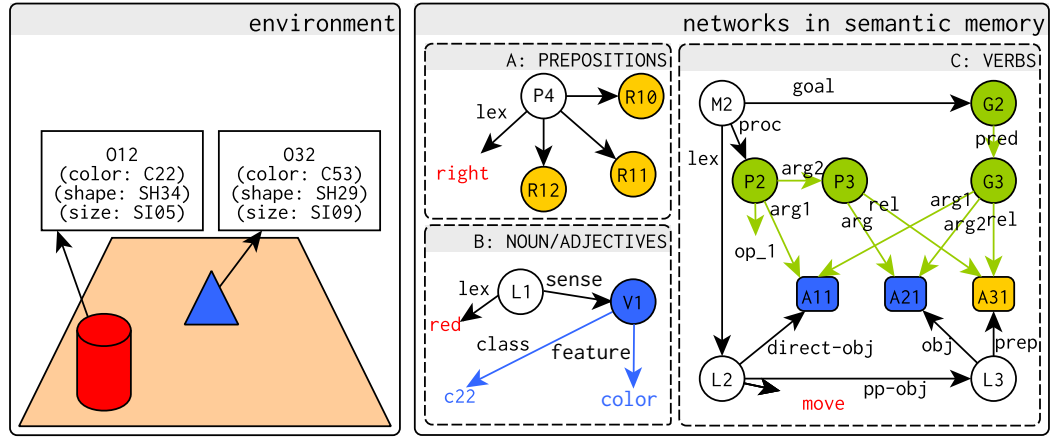 environment
O12
(color: C22)
(shape: SH34)
(size: SI05)
O32
(color: C53)
(shape: SH29)
(size: SI09)
networks in semantic memory
A: PREPOSITIONS
P4
R10
lex
right
R12
R11
B: NOUN/ADJECTIVES
L1
sense
V1
lex
red
class
feature
c22
color
C: VERBS
M2
goal
G2
proc
pred
lex
P2
arg2
P3
G3
arg1
rel
arg
arg1
arg2
rel
op_1
A11
A21
A31
direct-obj
obj
prep
L2
pp-obj
L3
move